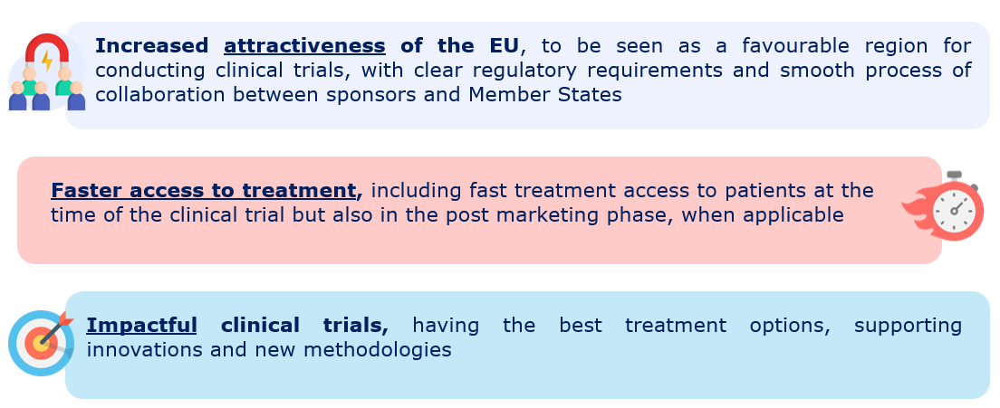 Increased attractiveness of the EU, to be seen as a favourable region for
conducting clinical trials, with clear regulatory requirements and smooth process of
collaboration between sponsors and Member States
Faster access to treatment, including fast treatment access to patients at the
time of the clinical trial but also in the post marketing phase, when applicable
Impactful clinical trials, having the best treatment options, supporting
innovations and new methodologies